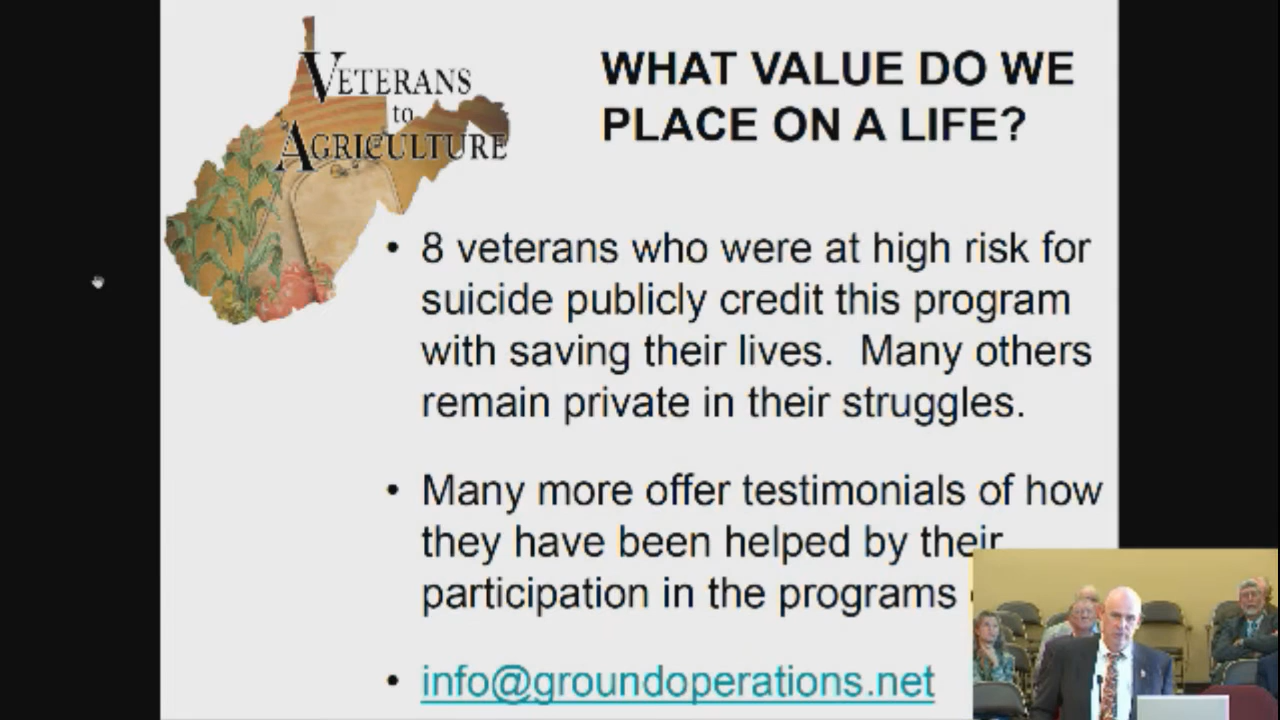 VETERANS
to
AGRICULTURE
WHAT VALUE DO WE
PLACE ON A LIFE?
• 8 veterans who were at high risk for
suicide publicly credit this program
with saving their lives. Many others
remain private in their struggles.
• Many more offer testimonials of how
they have been helped by their
participation in the programs
• info@groundoperations.net